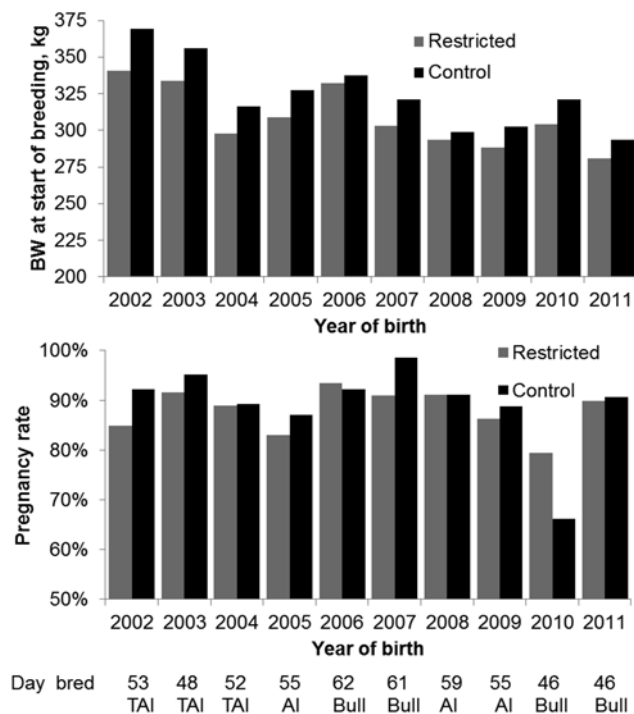 375
350
325
300
275
250
225
200
BW at start of breeding, kg
Restricted
Control
2002 2003 2004 2005 2006 2007 2008 2009 2010 2011
Year of birth
100%
90%
80%
70%
60%
50%
Pregnancy rate
Restricted
Control
2002 2003 2004 2005 2006 2007 2008 2009 2010 2011
Year of birth
Day bred 53 48 52 55 62 61 59 55 46 46
TAI TAI TAI AI Bull Bull AI AI Bull Bull